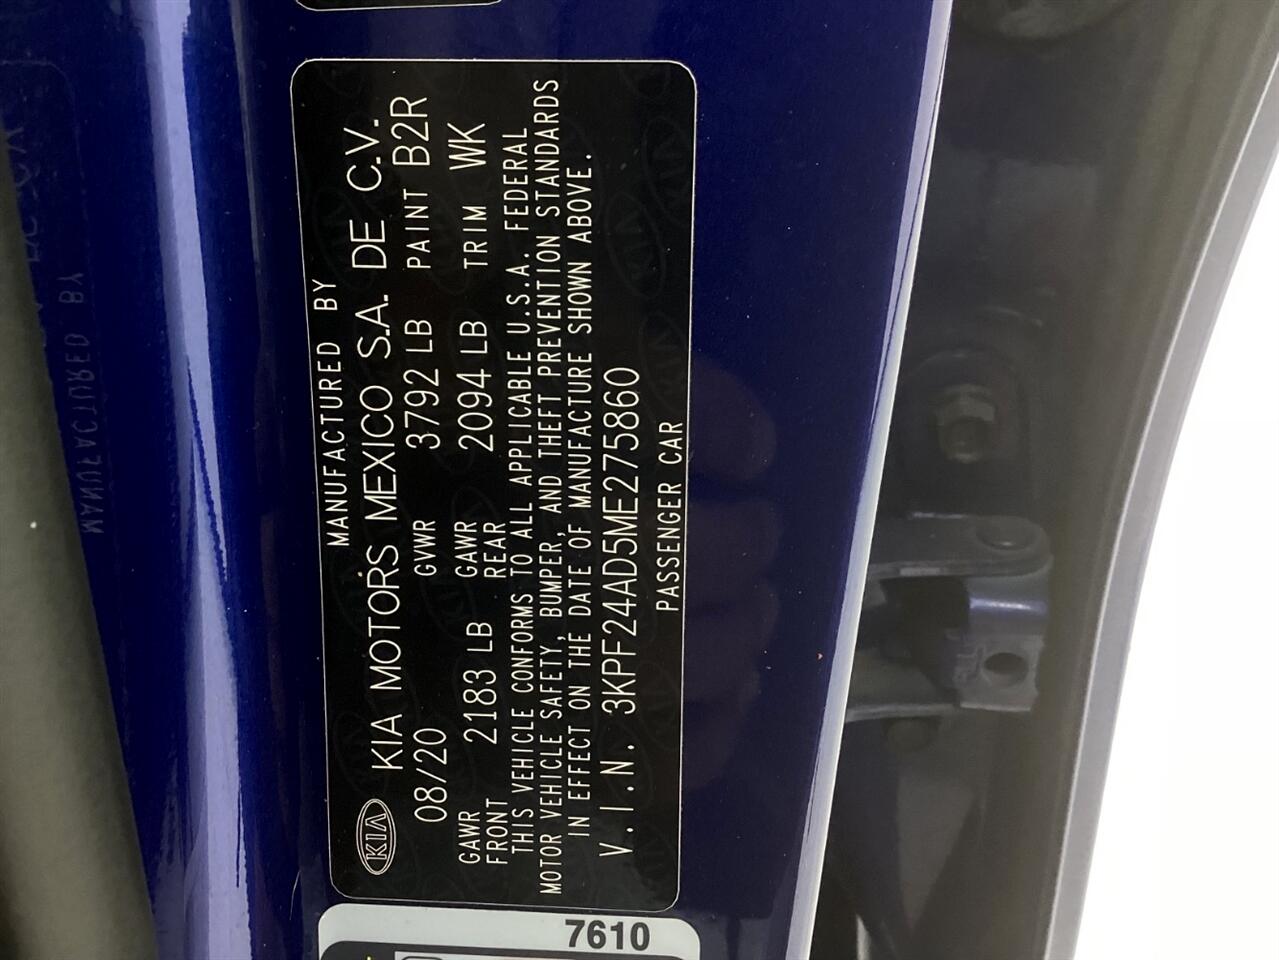 MANUFACTURED BY
KIA KIA MOTORS MEXICO S.A. DE C.V.
08/20 GVWR 3792 LB PAINT B2R
GAWR FRONT 2183 LB GAWR REAR 2094 LB TRIM WK
THIS VEHICLE CONFORMS TO ALL APPLICABLE U.S.A. FEDERAL
MOTOR VEHICLE SAFETY, BUMPER, AND THEFT PREVENTION STANDARDS
IN EFFECT ON THE DATE OF MANUFACTURE SHOWN ABOVE.
V.I.N. 3KPF24AD5ME275860
PASSENGER CAR
7610
MANUFACTURED BY